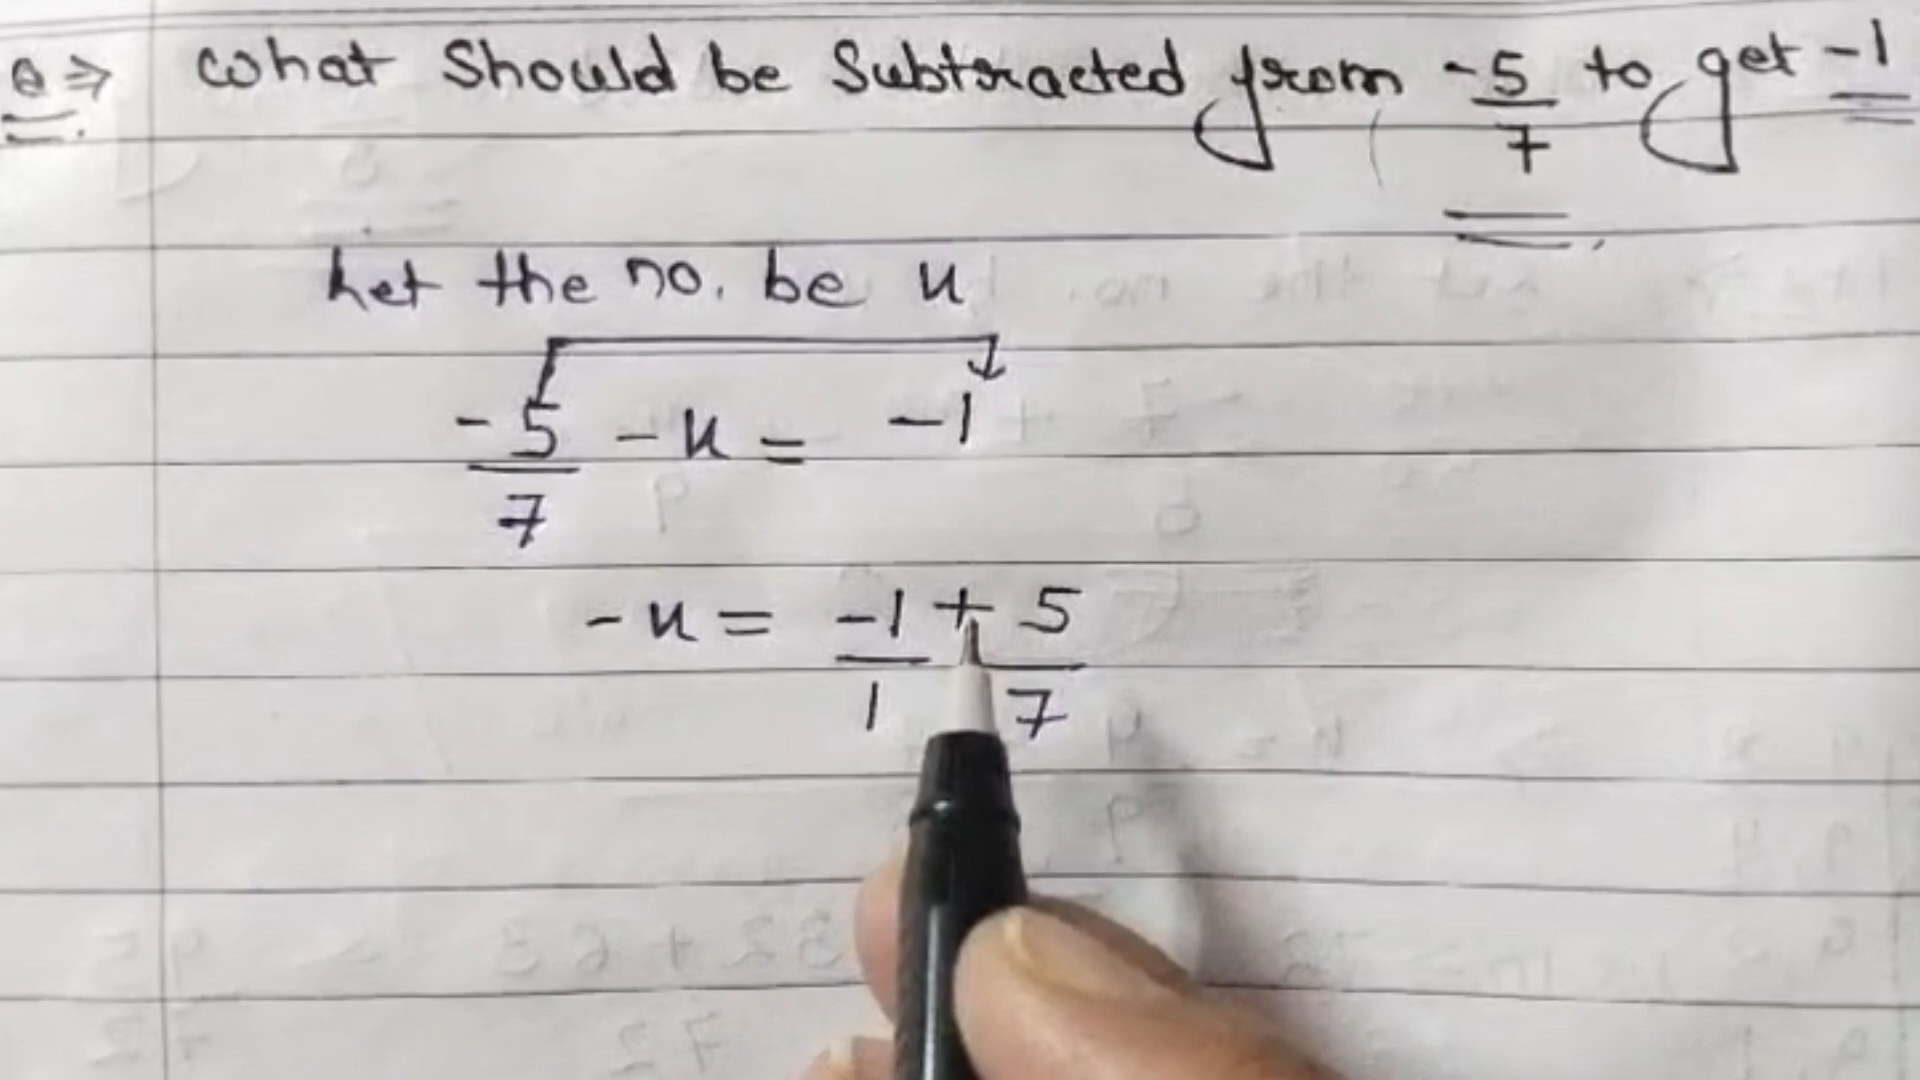 Q ⇒ What Should be Subtracted from -5/7 to get -1
Let the no. be x
-5/7 - x = -1
-x = -1/1 + 5/7